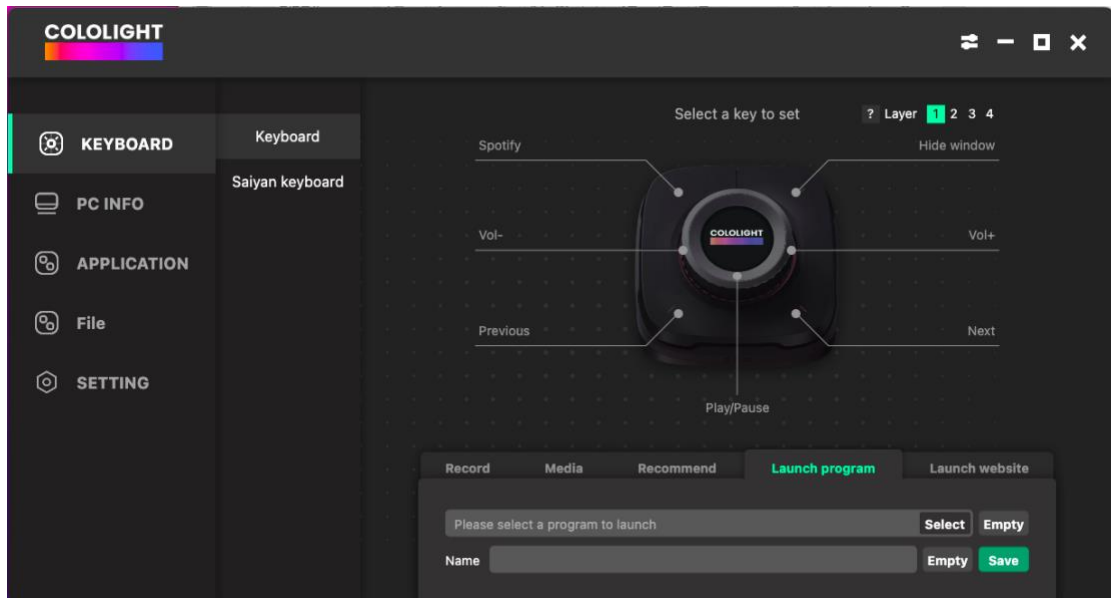 COLOLIGHT
KEYBOARD
PC INFO
APPLICATION
File
SETTING
Keyboard
Saiyan keyboard
Select a key to set
? Layer 1 2 3 4
Spotify
Hide window
COLOLIGHT
Vol-
Vol+
Previous
Next
Play/Pause
Record Media Recommend Launch program Launch website
Please select a program to launch Select Empty
Name Empty Save